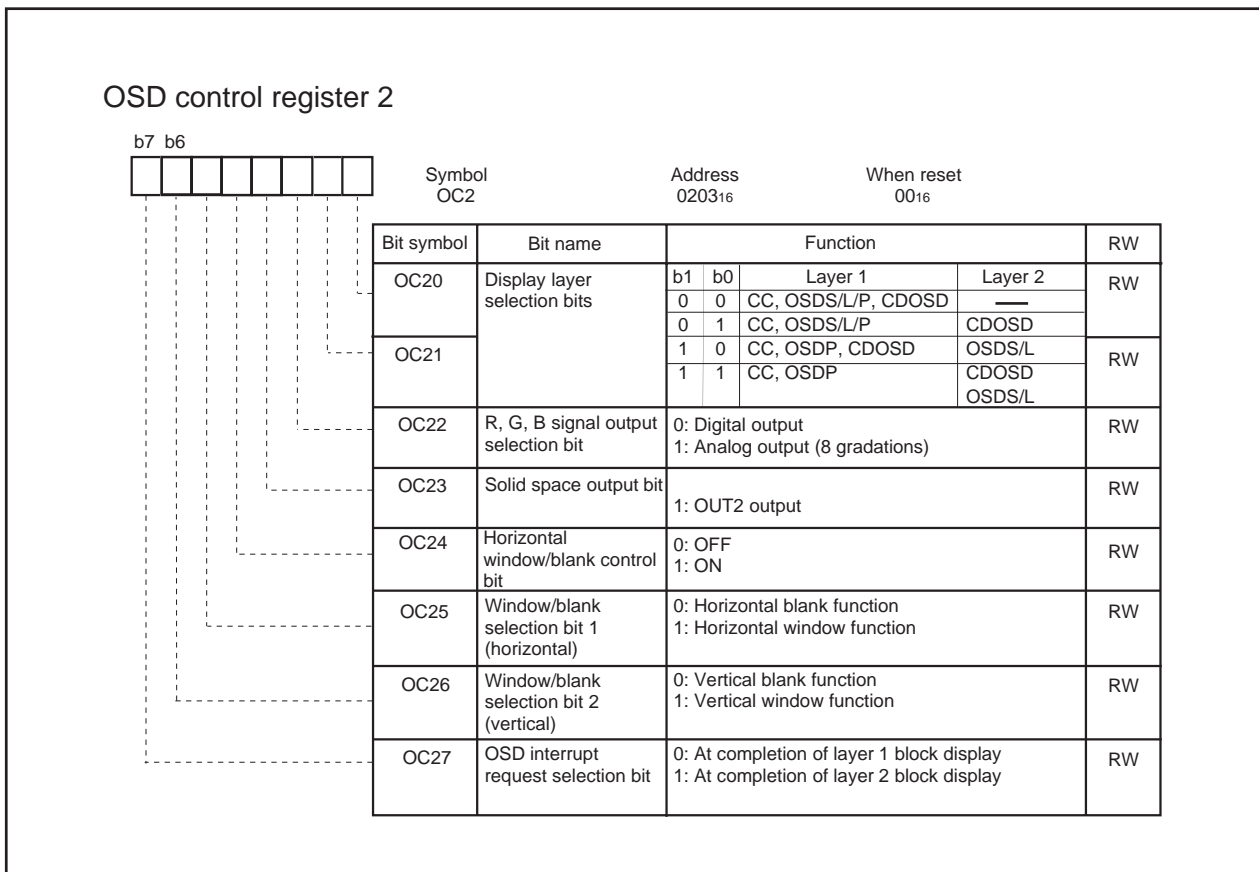 OSD control register 2
b7 b6
Symbol Address When reset
OC2 020316 0016
Bit symbol Bit name Function RW
OC20 Display layer selection bits RW
b1 b0 Layer 1 Layer 2
0 0 CC, OSDS/L/P, CDOSD —
0 1 CC, OSDS/L/P CDOSD
OC21 RW
1 0 CC, OSDP, CDOSD OSDS/L
1 1 CC, OSDP CDOSD
OSDS/L
OC22 R, G, B signal output 0: Digital output RW
selection bit 1: Analog output (8 gradations)
OC23 Solid space output bit RW
1: OUT2 output
OC24 Horizontal 0: OFF RW
window/blank control 1: ON
bit
OC25 Window/blank 0: Horizontal blank function RW
selection bit 1 1: Horizontal window function
(horizontal)
OC26 Window/blank 0: Vertical blank function RW
selection bit 2 1: Vertical window function
(vertical)
OC27 OSD interrupt 0: At completion of layer 1 block display RW
request selection bit 1: At completion of layer 2 block display